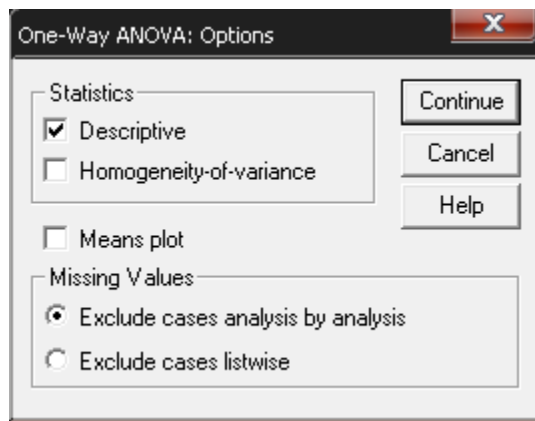 One-Way ANOVA: Options
Statistics
Descriptive
Homogeneity-of-variance
Means plot
Missing Values
Exclude cases analysis by analysis
Exclude cases listwise
Continue
Cancel
Help